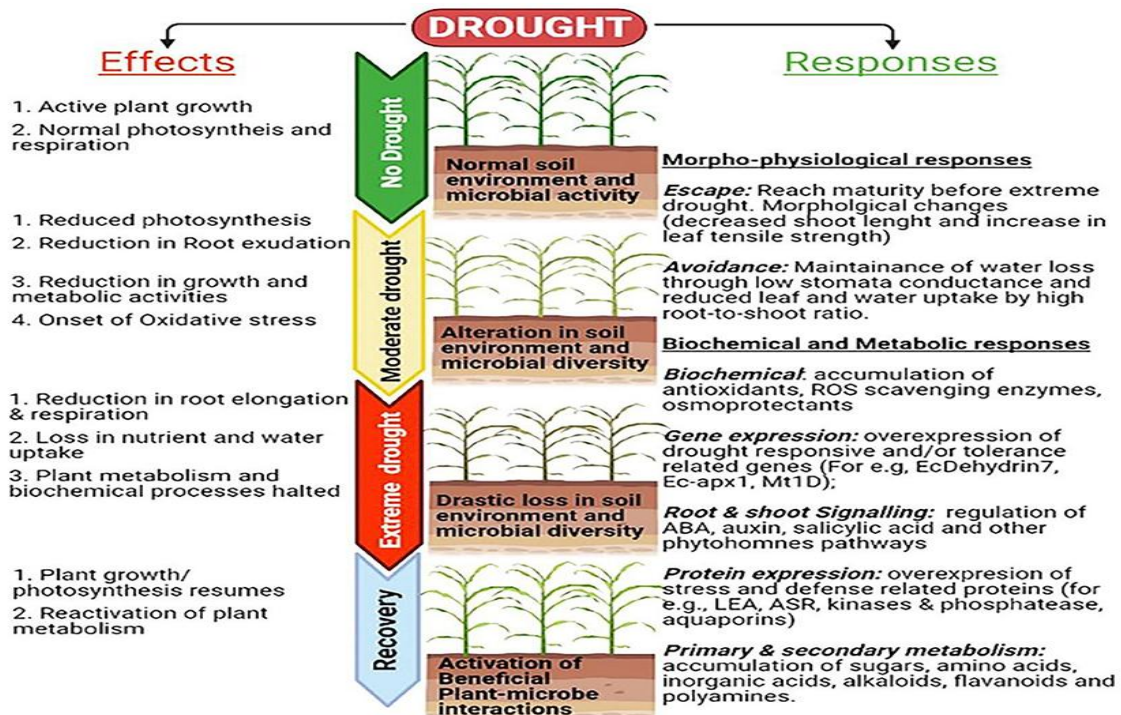 DROUGHT
Effects
1. Active plant growth
2. Normal photosyntheis and
respiration
1. Reduced photosynthesis
2. Reduction in Root exudation
3. Reduction in growth and
metabolic activities
4. Onset of Oxidative stress
1. Reduction in root elongation
& respiration
2. Loss in nutrient and water
uptake
3. Plant metabolism and
biochemical processes halted
1. Plant growth/
photosynthesis resumes
2. Reactivation of plant
metabolism
No Drought
Moderate drought
Extreme drought
Recovery
Normal soil
environment and
microbial activity
Alteration in soil
environment and
microbial diversity
Drastic loss in soil
environment and
microbial diversity
Activation of
Beneficial
Plant-microbe
interactions
Responses
Morpho-physiological responses
Escape: Reach maturity before extreme
drought. Morpholgical changes
(decreased shoot lenght and increase in
leaf tensile strength)
Avoidance: Maintainance of water loss
through low stomata conductance and
reduced leaf and water uptake by high
root-to-shoot ratio.
Biochemical and Metabolic responses
Biochemical: accumulation of
antioxidants, ROS scavenging enzymes,
osmoprotectants
Gene expression: overexpression of
drought responsive and/or tolerance
related genes (For e.g, EcDehydrin7,
Ec-apx1, Mt1D);
Root & shoot Signalling: regulation of
ABA, auxin, salicylic acid and other
phytohomnes pathways
Protein expression: overexpresion of
stress and defense related proteins (for
e.g., LEA, ASR, kinases & phosphatease,
aquaporins)
Primary & secondary metabolism:
accumulation of sugars, amino acids,
inorganic acids, alkaloids, flavanoids and
polyamines.